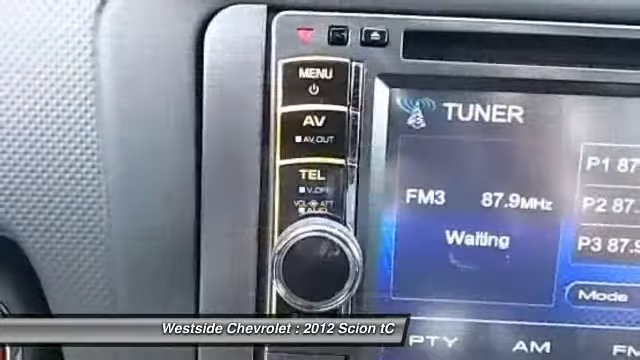 MENU
AV
AV OUT
TEL
V.OFF
VOL ATT
AUD
TUNER
FM3 87.9MHz
Waiting
P1 87
P2 87.
P3 87.9
Mode
PTY AM FM
Westside Chevrolet : 2012 Scion tC